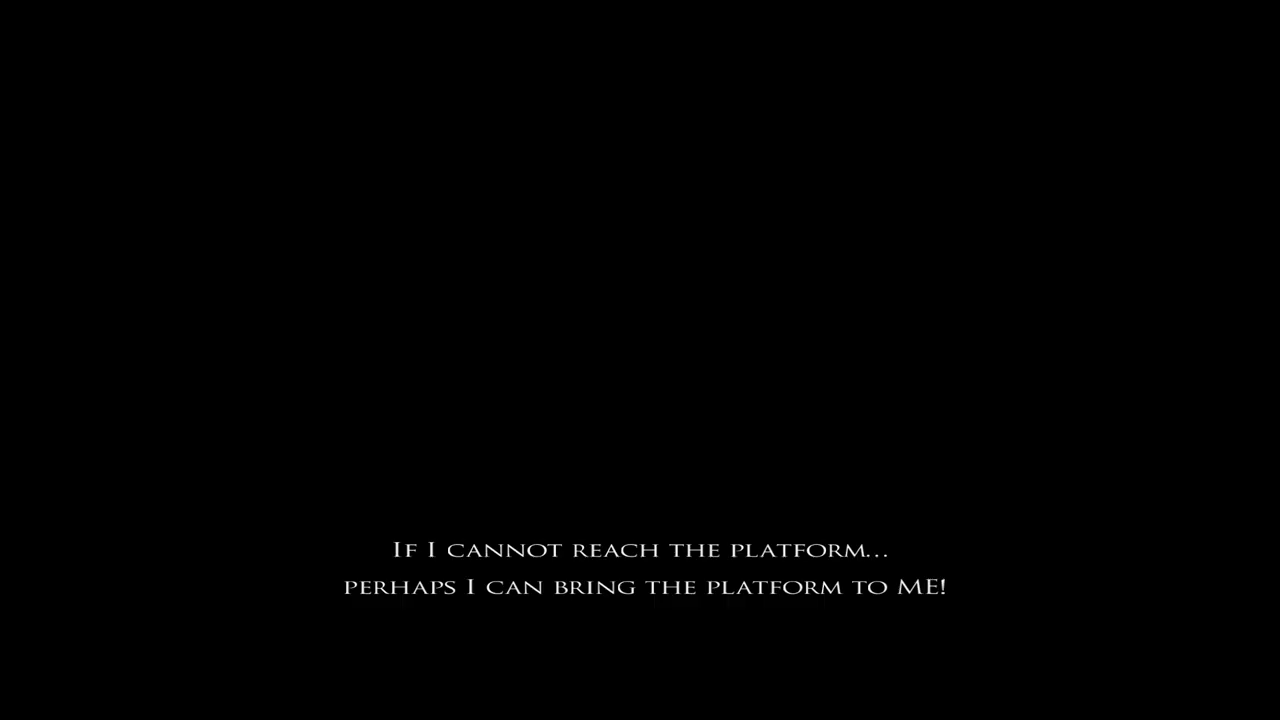 If I cannot reach the platform...
perhaps I can bring the platform to ME!